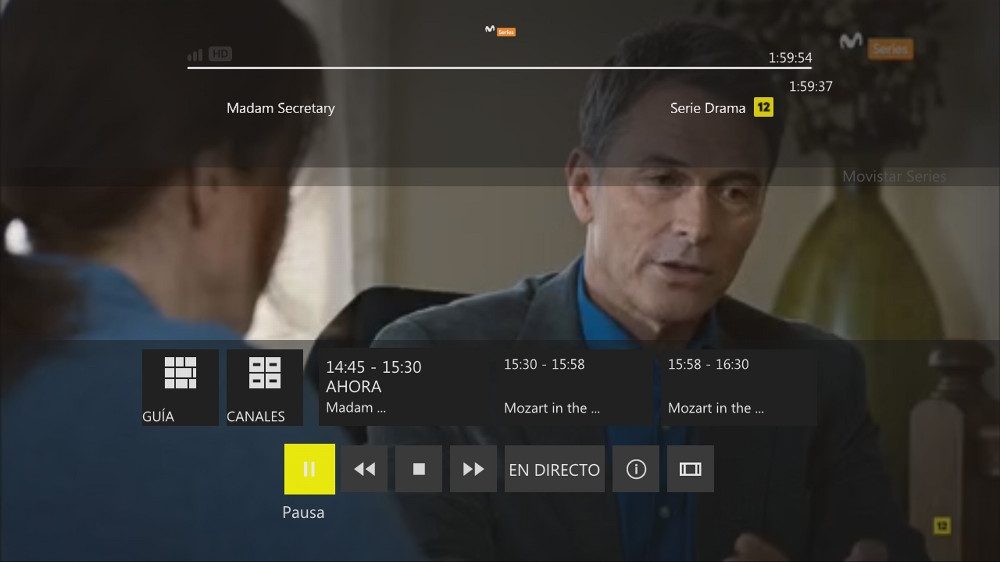 Series
HD
1:59:54
Series
1:59:37
Madam Secretary
Serie Drama 12
Movistar Series
14:45 - 15:30
AHORA
Madam ...
15:30 - 15:58
Mozart in the ...
15:58 - 16:30
Mozart in the ...
GUÍA
CANALES
EN DIRECTO
Pausa
12